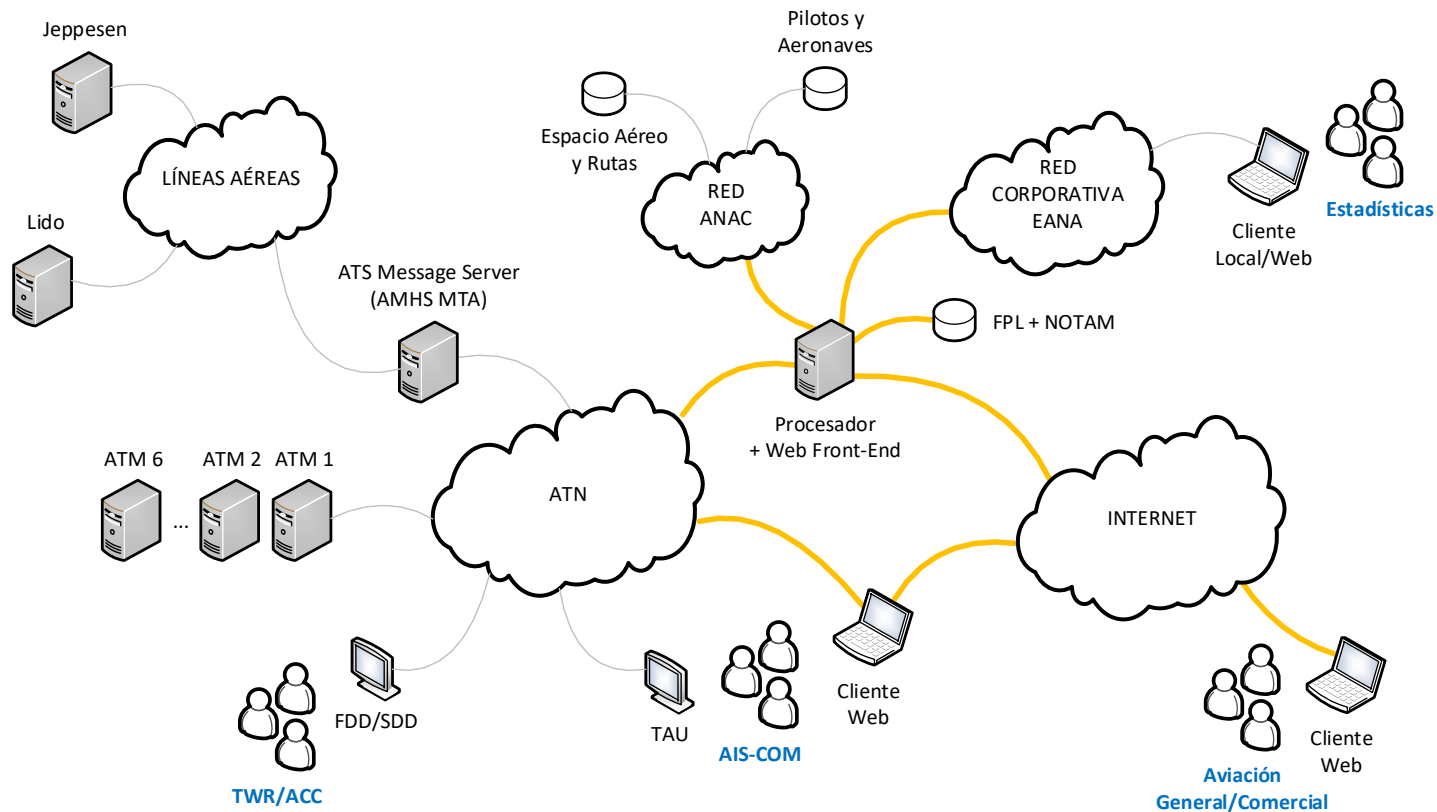 Jeppesen
Pilotos y
Aeronaves
Espacio Aéreo
y Rutas
LÍNEAS AÉREAS
RED
ANAC
RED
CORPORATIVA
EANA
Estadísticas
Cliente
Local/Web
Lido
ATS Message Server
(AMHS MTA)
FPL + NOTAM
Procesador
+ Web Front-End
ATM 6
...
ATM 2
ATM 1
ATN
INTERNET
FDD/SDD
TWR/ACC
TAU
AIS-COM
Cliente
Web
Cliente
Web
Aviación
General/Comercial